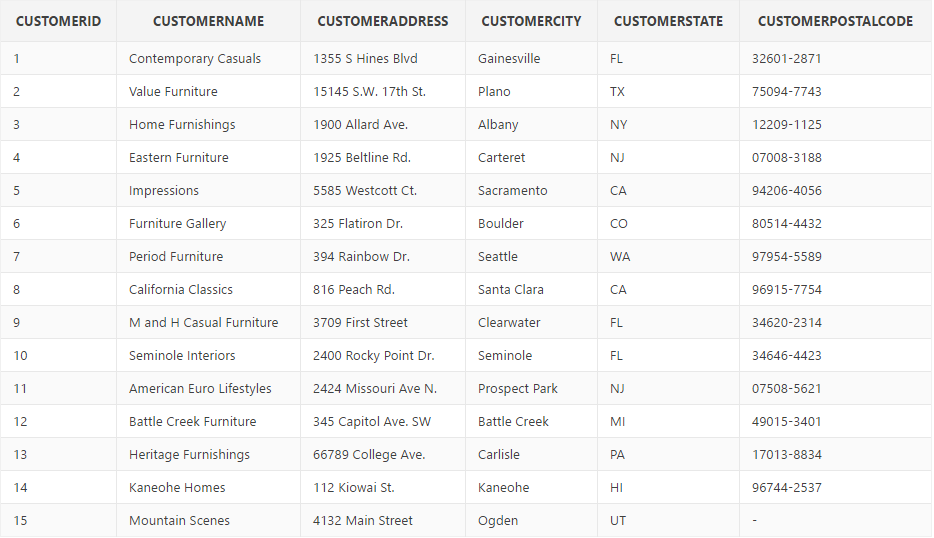 CUSTOMERID CUSTOMERNAME CUSTOMERADDRESS CUSTOMERCITY CUSTOMERSTATE CUSTOMERPOSTALCODE
1 Contemporary Casuals 1355 S Hines Blvd Gainesville FL 32601-2871
2 Value Furniture 15145 S.W. 17th St. Plano TX 75094-7743
3 Home Furnishings 1900 Allard Ave. Albany NY 12209-1125
4 Eastern Furniture 1925 Beltline Rd. Carteret NJ 07008-3188
5 Impressions 5585 Westcott Ct. Sacramento CA 94206-4056
6 Furniture Gallery 325 Flatiron Dr. Boulder CO 80514-4432
7 Period Furniture 394 Rainbow Dr. Seattle WA 97954-5589
8 California Classics 816 Peach Rd. Santa Clara CA 96915-7754
9 M and H Casual Furniture 3709 First Street Clearwater FL 34620-2314
10 Seminole Interiors 2400 Rocky Point Dr. Seminole FL 34646-4423
11 American Euro Lifestyles 2424 Missouri Ave N. Prospect Park NJ 07508-5621
12 Battle Creek Furniture 345 Capitol Ave. SW Battle Creek MI 49015-3401
13 Heritage Furnishings 66789 College Ave. Carlisle PA 17013-8834
14 Kaneohe Homes 112 Kiowai St. Kaneohe HI 96744-2537
15 Mountain Scenes 4132 Main Street Ogden UT -